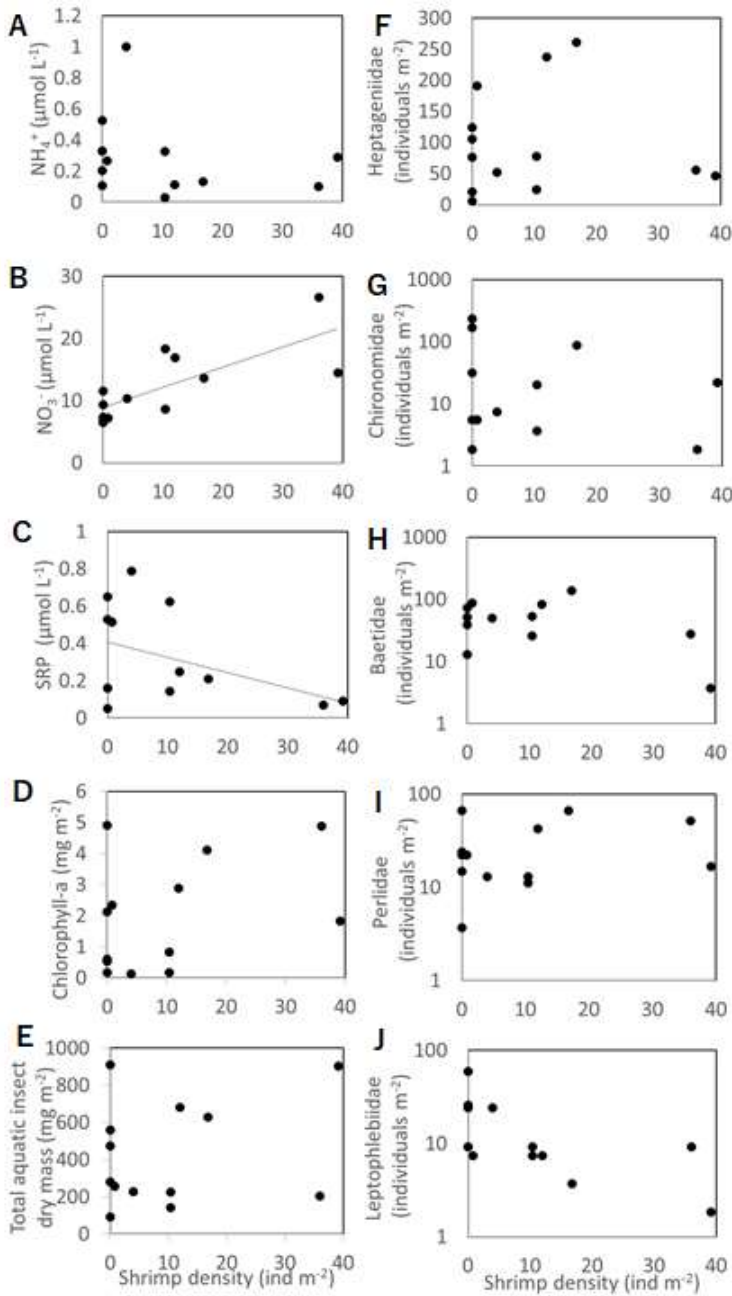 A
NH₄⁺ (µmol L⁻¹)
1.2
1
0.8
0.6
0.4
0.2
0
0 10 20 30 40
B
NO₃⁻ (µmol L⁻¹)
30
20
10
0
0 10 20 30 40
C
SRP (µmol L⁻¹)
1
0.8
0.6
0.4
0.2
0
0 10 20 30 40
D
Chlorophyll-a (mg m⁻²)
6
5
4
3
2
1
0
0 10 20 30 40
E
Total aquatic insect
dry mass (mg m⁻²)
1000
800
600
400
200
0
0 10 20 30 40
Shrimp density (ind m⁻²)
F
Heptageniidae
(individuals m⁻²)
300
250
200
150
100
50
0
0 10 20 30 40
G
Chironomidae
(individuals m⁻²)
1000
100
10
1
0 10 20 30 40
H
Baetidae
(individuals m⁻²)
1000
100
10
1
0 10 20 30 40
I
Perlidae
(individuals m⁻²)
100
10
1
0 10 20 30 40
J
Leptophlebiidae
(individuals m⁻²)
100
10
1
0 10 20 30 40
Shrimp density (ind m⁻²)